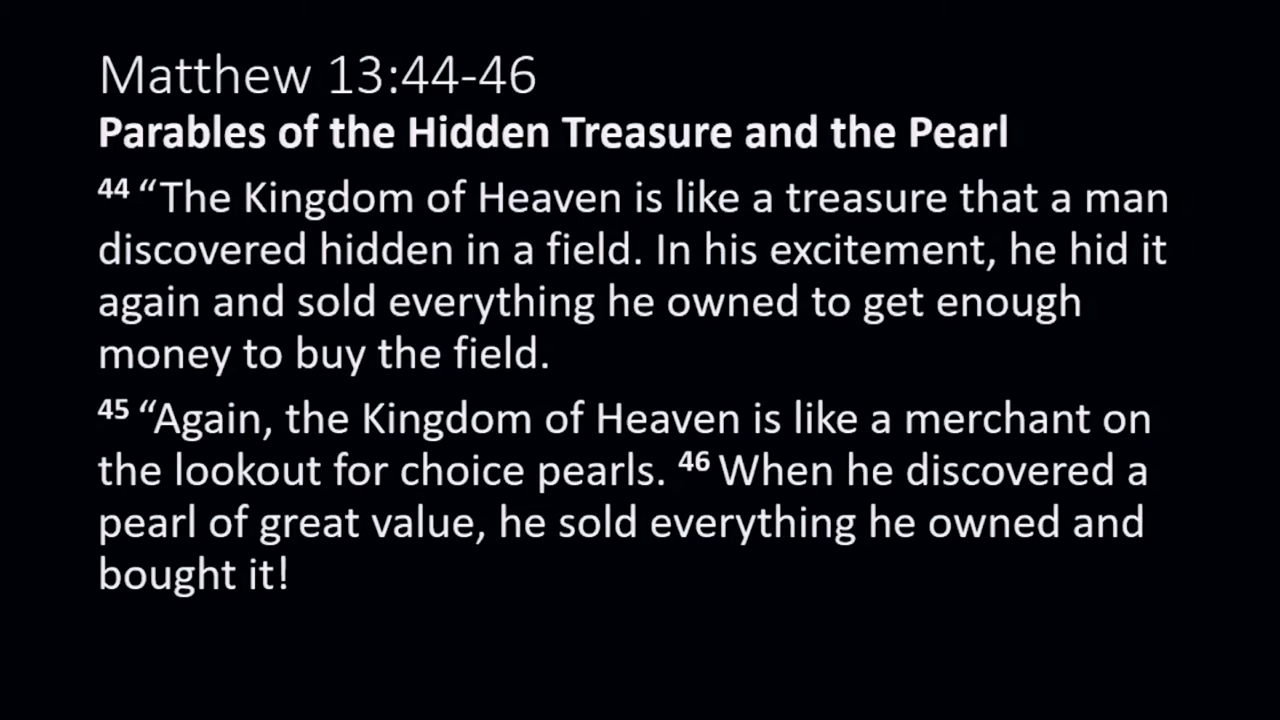 Matthew 13:44-46
Parables of the Hidden Treasure and the Pearl
44 “The Kingdom of Heaven is like a treasure that a man
discovered hidden in a field. In his excitement, he hid it
again and sold everything he owned to get enough
money to buy the field.
45 “Again, the Kingdom of Heaven is like a merchant on
the lookout for choice pearls. 46 When he discovered a
pearl of great value, he sold everything he owned and
bought it!